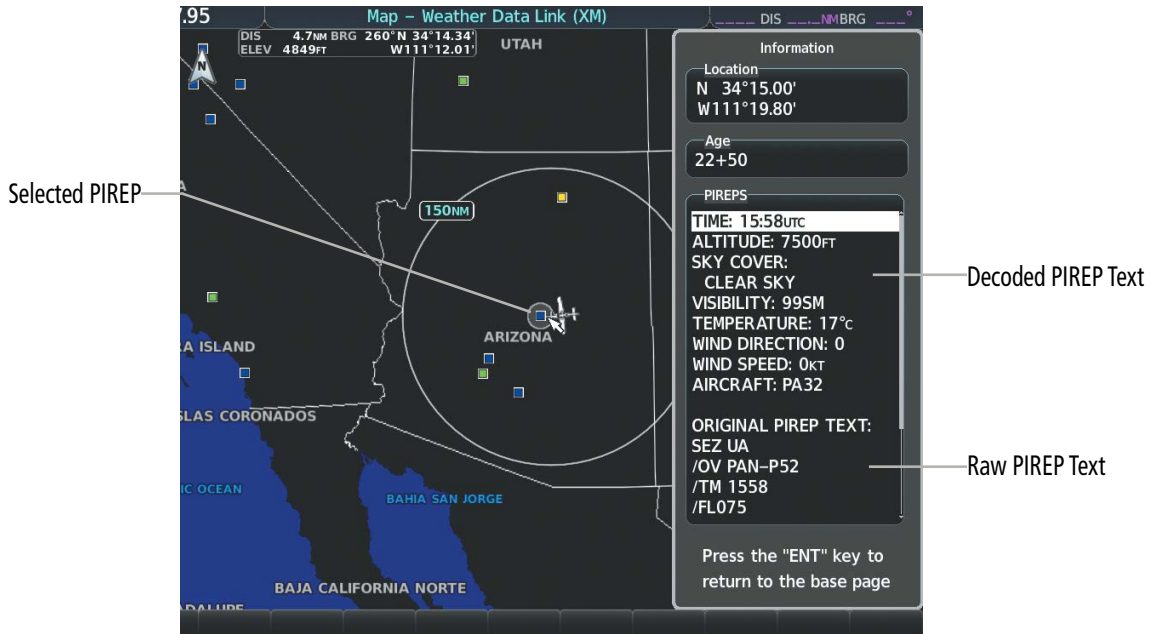 .95
Map – Weather Data Link (XM)
____ DIS __._NM BRG ___°
DIS 4.7NM BRG 260° N 34°14.34'
ELEV 4849FT W111°12.01'
N
UTAH
150NM
ARIZONA
A ISLAND
SLAS CORONADOS
IC OCEAN
BAHIA SAN JORGE
BAJA CALIFORNIA NORTE
Selected PIREP
Information
Location
N 34°15.00'
W111°19.80'
Age
22+50
PIREPS
TIME: 15:58UTC
ALTITUDE: 7500FT
SKY COVER:
CLEAR SKY
VISIBILITY: 99SM
TEMPERATURE: 17°C
WIND DIRECTION: 0
WIND SPEED: 0KT
AIRCRAFT: PA32
ORIGINAL PIREP TEXT:
SEZ UA
/OV PAN–P52
/TM 1558
/FL075
Press the "ENT" key to
return to the base page
Decoded PIREP Text
Raw PIREP Text